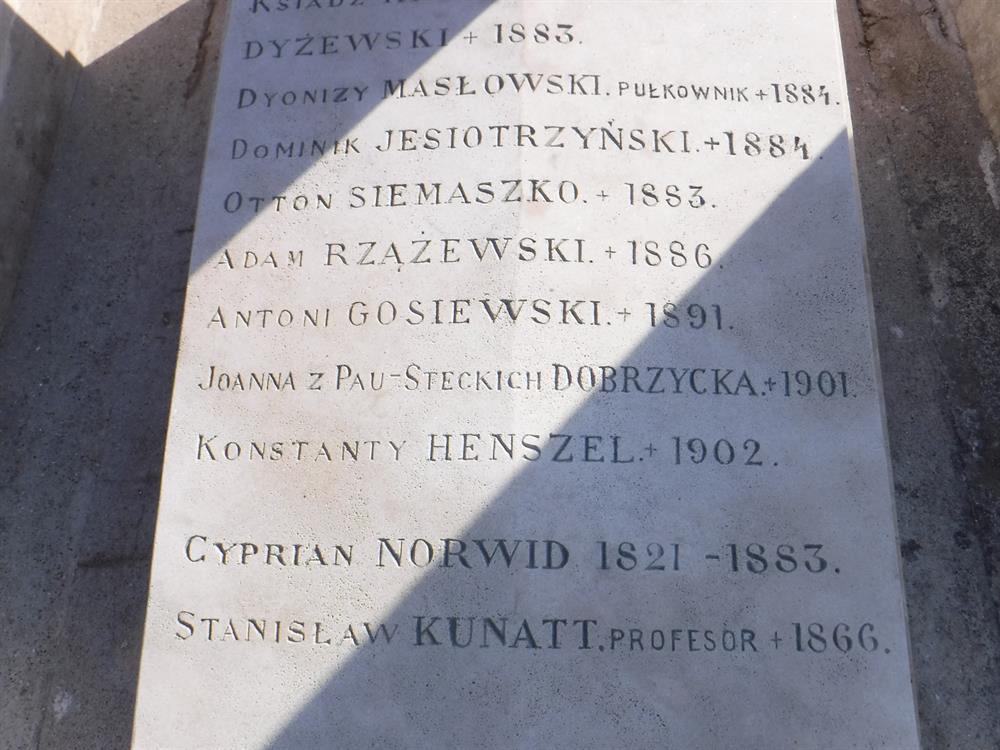 KSIĄDZ
DYŻEWSKI + 1883.
DYONIZY MASŁOWSKI. PUŁKOWNIK + 1884.
DOMINIK JESIOTRZYŃSKI. + 1884.
OTTON SIEMASZKO. + 1883.
ADAM RZĄŻEWSKI. + 1886.
ANTONI GOSIEWSKI. + 1891.
JOANNA Z PAU-STECKICH DOBRZYCKA. + 1901.
KONSTANTY HENSZEL. + 1902.
CYPRIAN NORWID 1821 - 1883.
STANISŁAW KUNATT, PROFESOR + 1866.